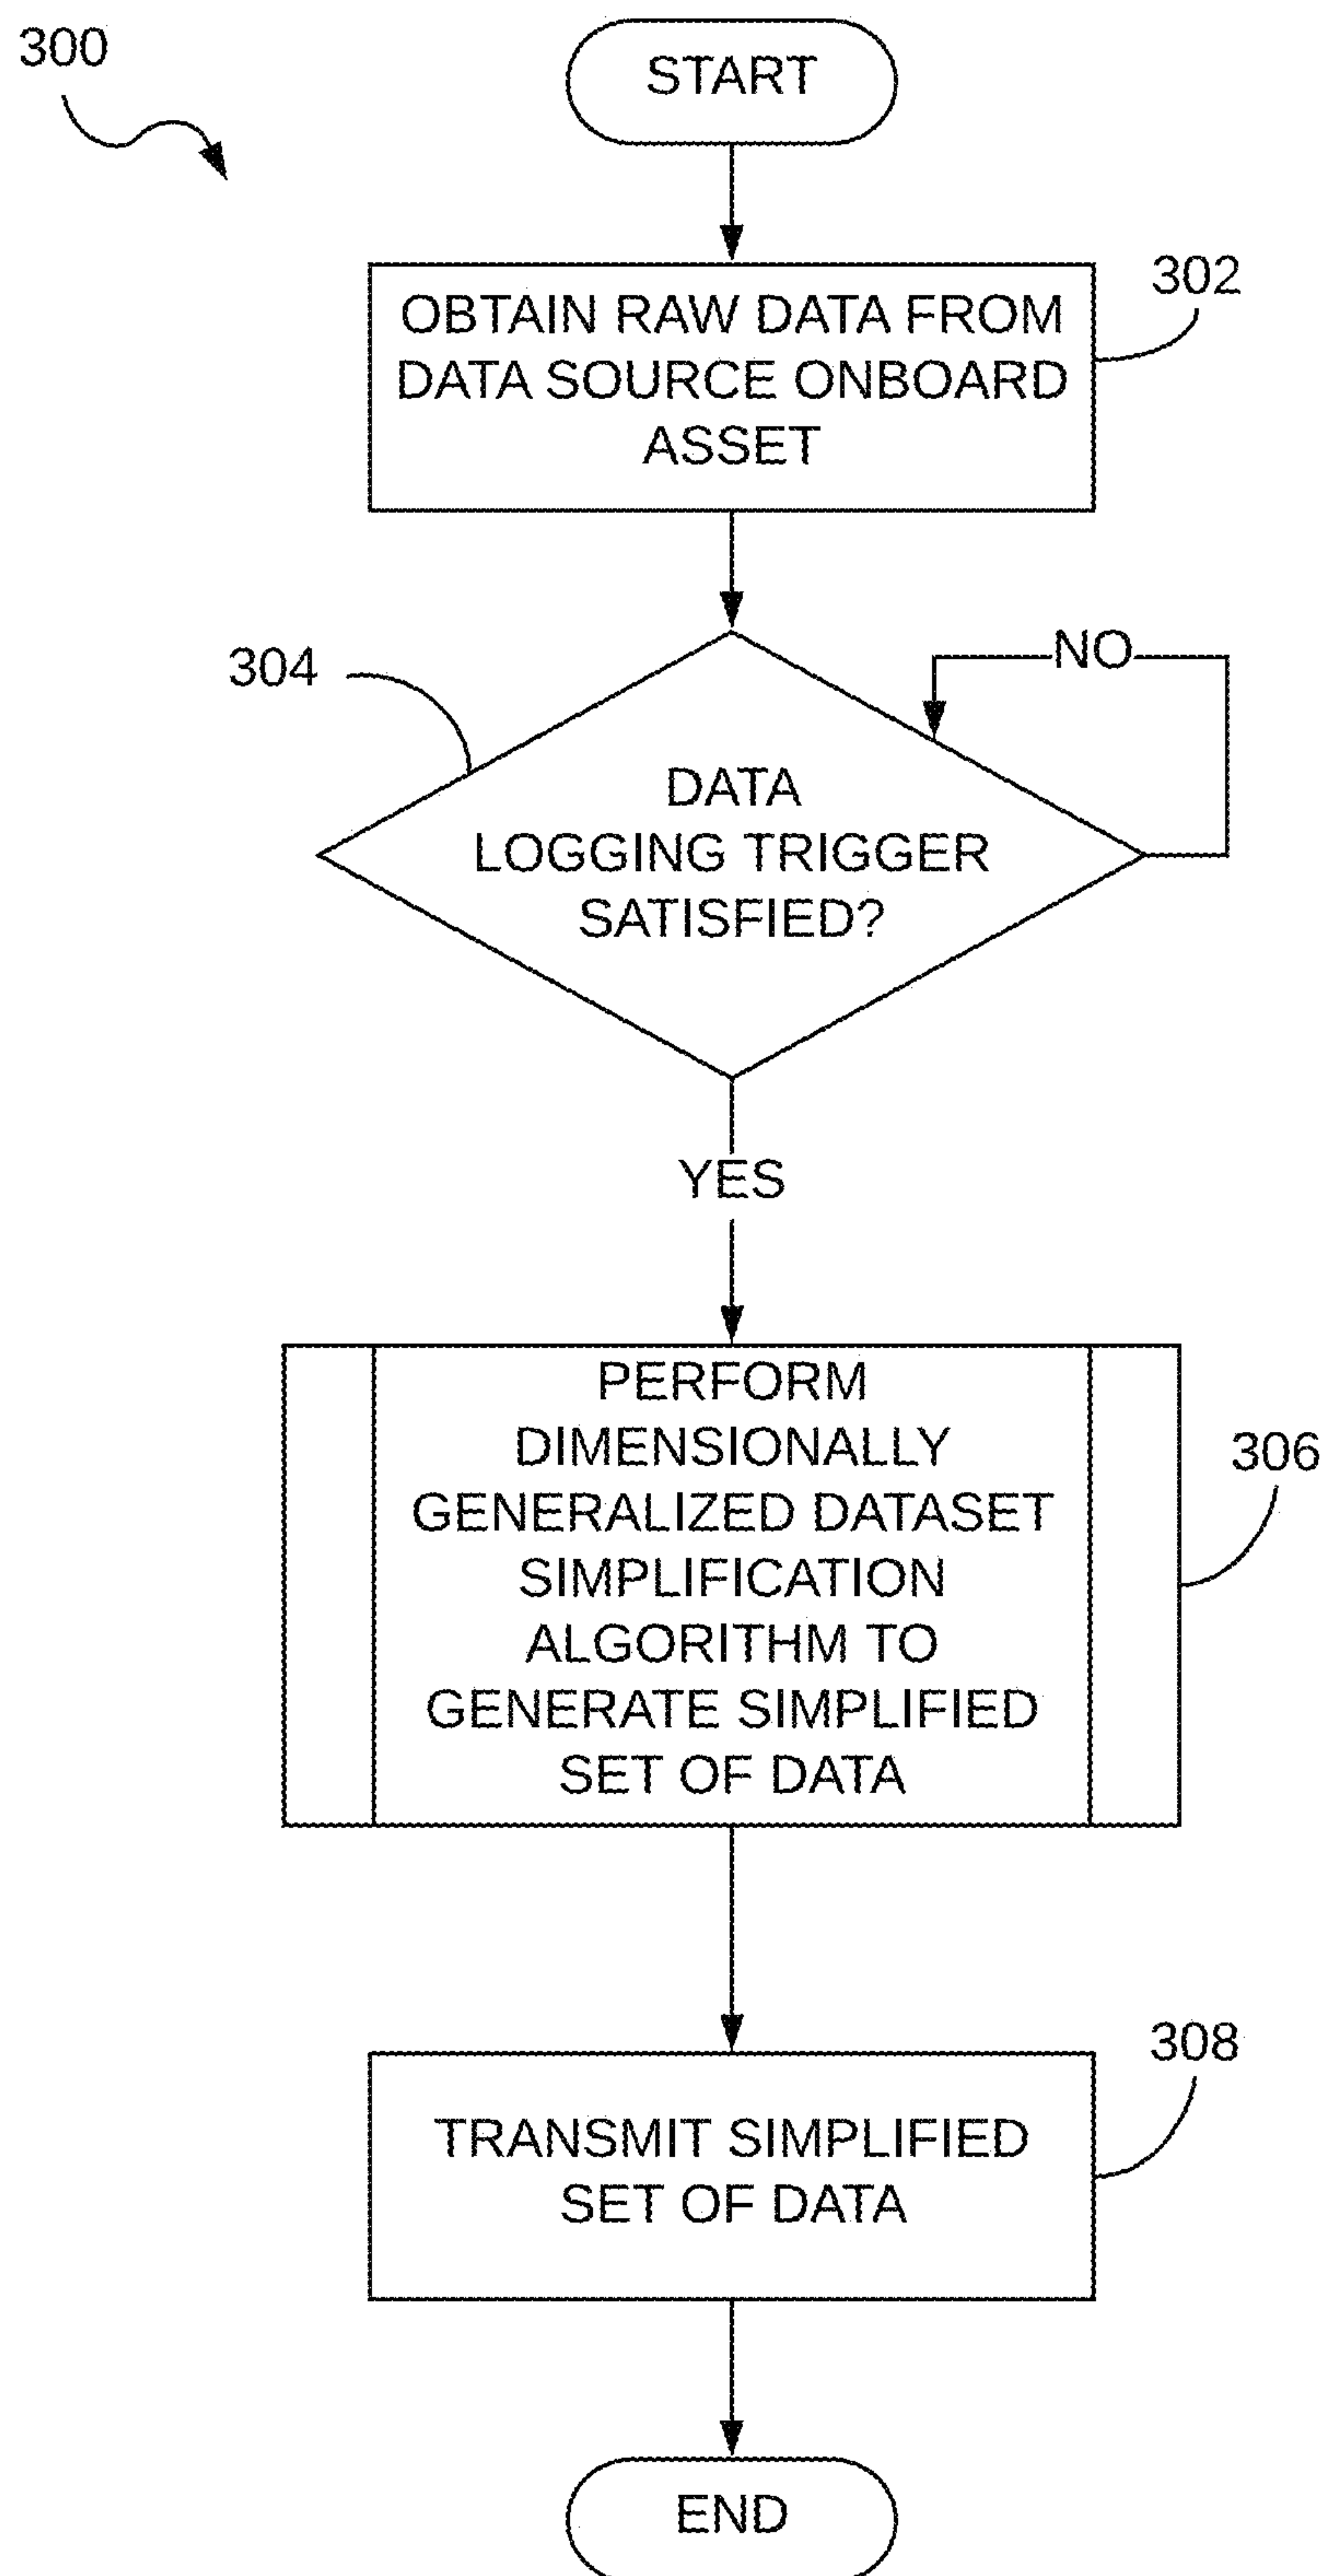 300
START
302
OBTAIN RAW DATA FROM
DATA SOURCE ONBOARD
ASSET
304
NO
DATA
LOGGING TRIGGER
SATISFIED?
YES
306
PERFORM
DIMENSIONALLY
GENERALIZED DATASET
SIMPLIFICATION
ALGORITHM TO
GENERATE SIMPLIFIED
SET OF DATA
308
TRANSMIT SIMPLIFIED
SET OF DATA
END